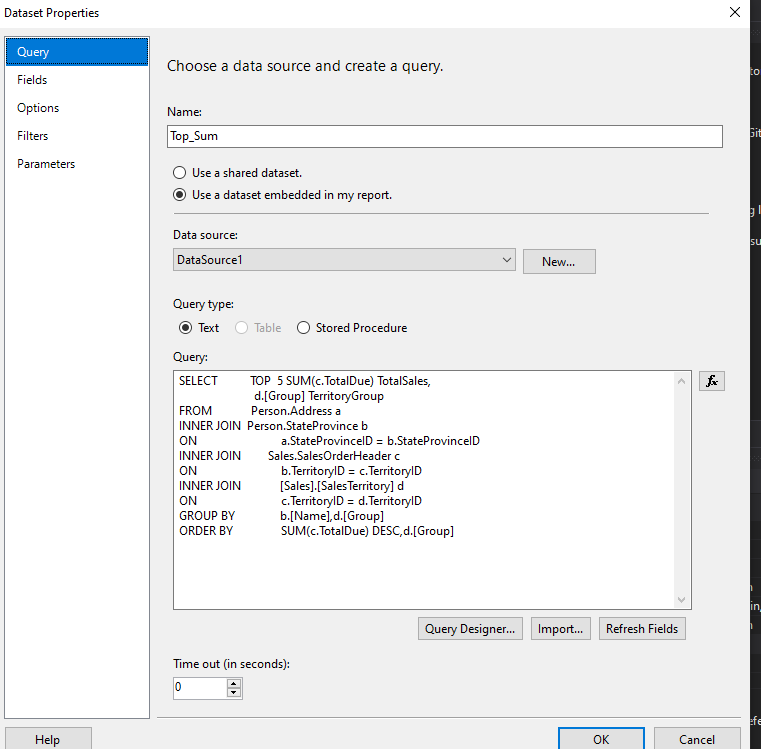 Dataset Properties
Query
Fields
Options
Filters
Parameters
Choose a data source and create a query.
Name:
Top_Sum
Use a shared dataset.
Use a dataset embedded in my report.
Data source:
DataSource1
New...
Query type:
Text
Table
Stored Procedure
Query:
SELECT TOP 5 SUM(c.TotalDue) TotalSales,
d.[Group] TerritoryGroup
FROM Person.Address a
INNER JOIN Person.StateProvince b
ON a.StateProvinceID = b.StateProvinceID
INNER JOIN Sales.SalesOrderHeader c
ON b.TerritoryID = c.TerritoryID
INNER JOIN [Sales].[SalesTerritory] d
ON c.TerritoryID = d.TerritoryID
GROUP BY b.[Name],d.[Group]
ORDER BY SUM(c.TotalDue) DESC,d.[Group]
fx
Query Designer...
Import...
Refresh Fields
Time out (in seconds):
0
Help
OK
Cancel